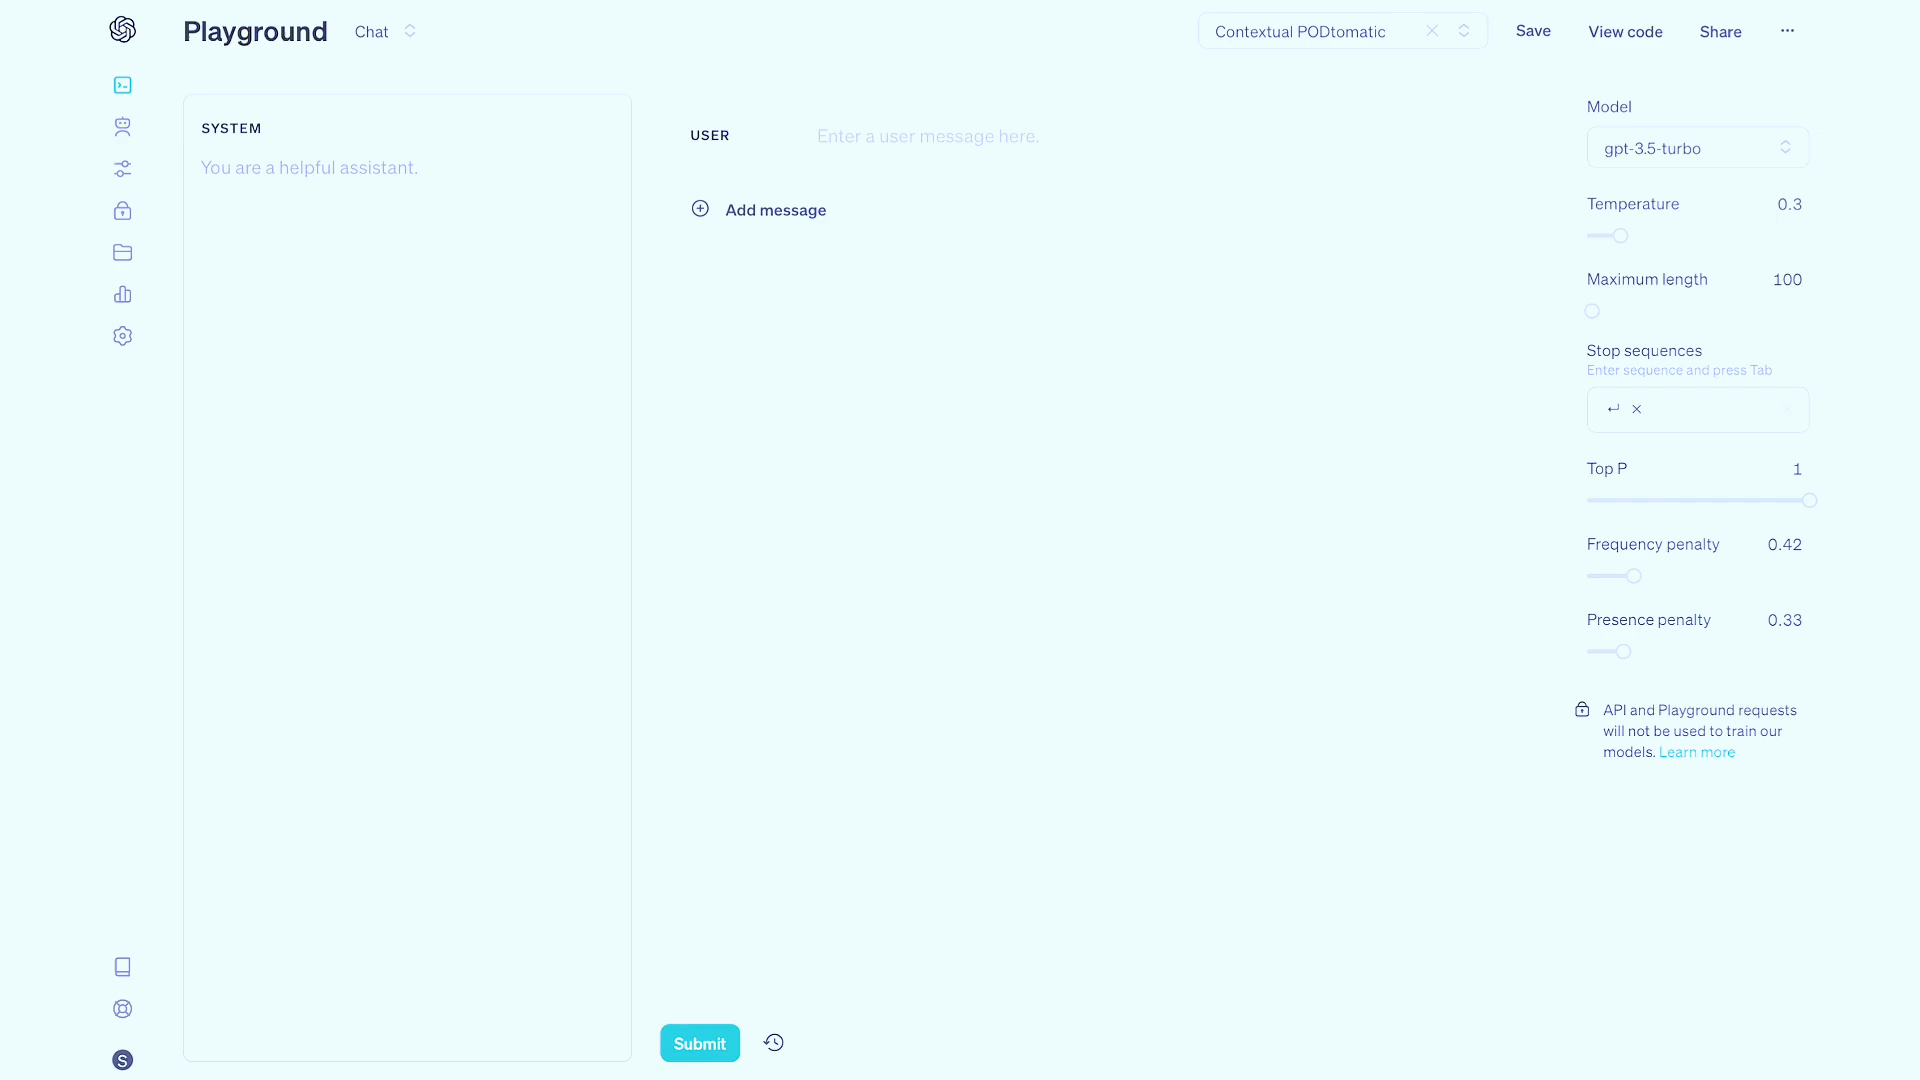 Playground
Chat
Contextual PODtomatic
Save
View code
Share
SYSTEM
You are a helpful assistant.
USER
Enter a user message here.
Add message
Model
gpt-3.5-turbo
Temperature 0.3
Maximum length 100
Stop sequences
Enter sequence and press Tab
Top P 1
Frequency penalty 0.42
Presence penalty 0.33
API and Playground requests
will not be used to train our
models. Learn more
Submit
S